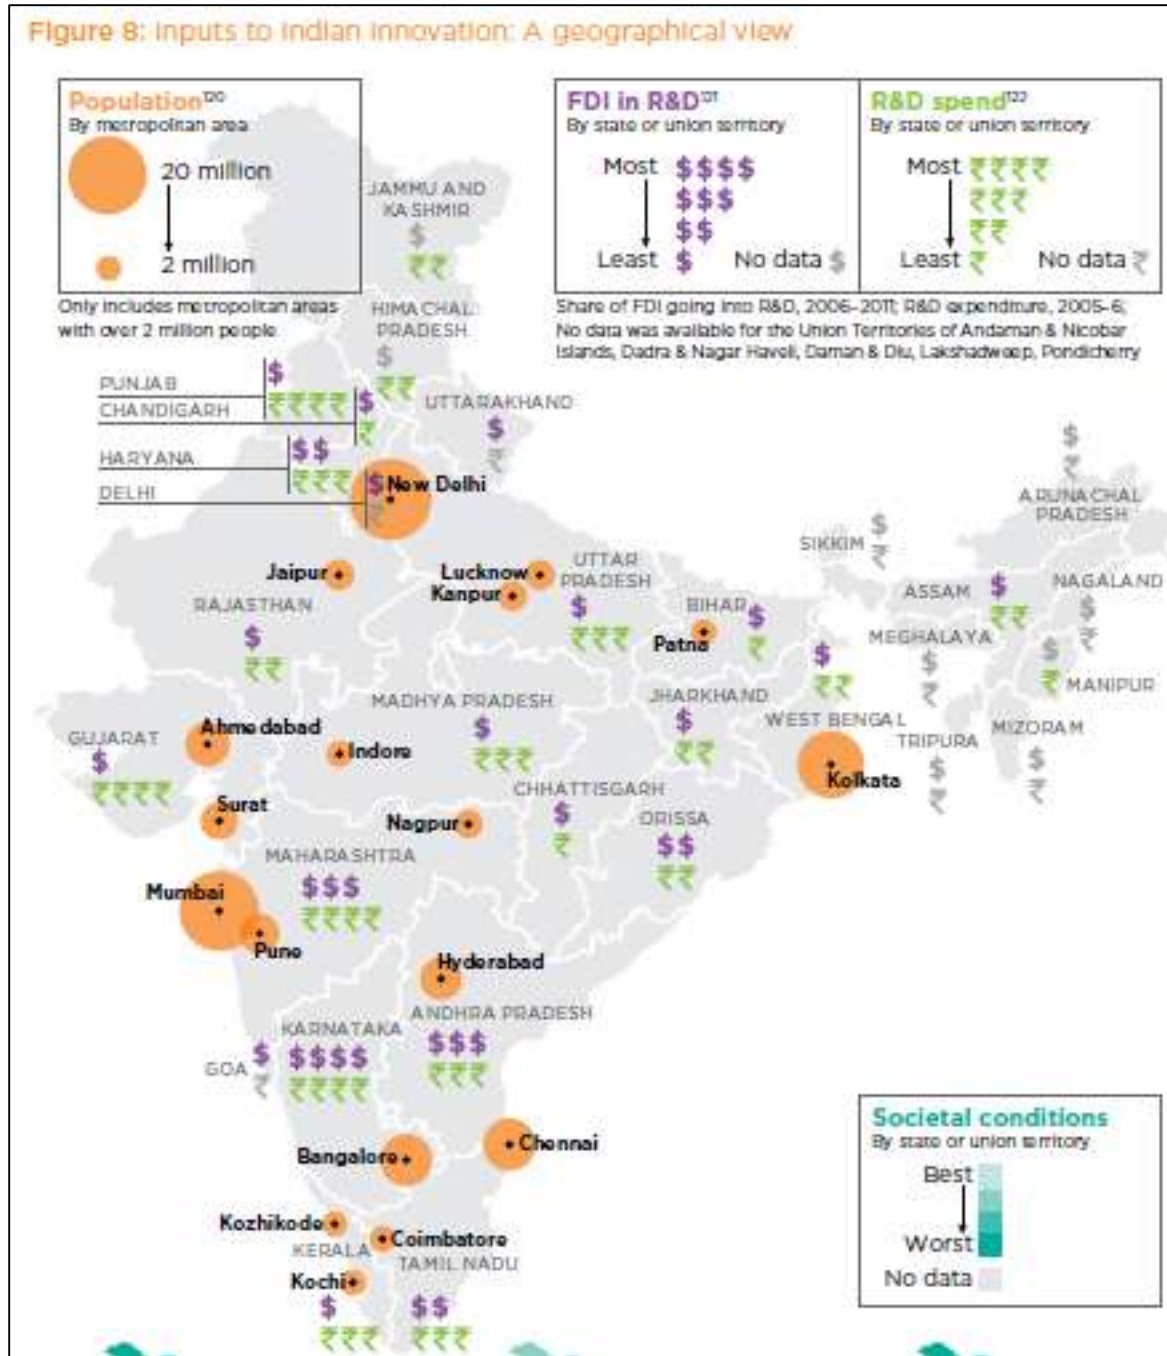 Figure 8: Inputs to Indian innovation: A geographical view
Population¹²⁰
By metropolitan area
20 million
2 million
Only includes metropolitan areas
with over 2 million people
FDI in R&D¹²¹
By state or union territory
Most $$$$
$$$
$$
Least $ No data $
R&D spend¹²²
By state or union territory
Most ₹₹₹₹
₹₹₹
₹₹
Least ₹ No data ₹
Share of FDI going into R&D, 2006–2011; R&D expenditure, 2005–6;
No data was available for the Union Territories of Andaman & Nicobar
Islands, Dadra & Nagar Haveli, Daman & Diu, Lakshadweep, Pondicherry
JAMMU AND
KASHMIR
$
₹₹
HIMACHAL
PRADESH
$
₹₹
PUNJAB
$
₹₹₹₹
CHANDIGARH
$
₹
UTTARAKHAND
$
₹
HARYANA
$$
₹₹₹
DELHI
$
₹
New Delhi
ARUNACHAL
PRADESH
$
₹
SIKKIM
$
₹
Jaipur
RAJASTHAN
$
₹₹
Lucknow
Kanpur
UTTAR
PRADESH
$
₹₹₹
BIHAR
$
₹
Patna
ASSAM
$
₹₹
NAGALAND
$
₹
MEGHALAYA
$
₹
MANIPUR
$
₹
MIZORAM
$
₹
TRIPURA
$
₹
WEST BENGAL
$
₹₹
Kolkata
JHARKHAND
$
₹₹
MADHYA PRADESH
$
₹₹₹
Indore
GUJARAT
$
₹₹₹₹
Ahmedabad
Surat
CHHATTISGARH
$
₹
ORISSA
$$
₹₹
Nagpur
MAHARASHTRA
$$$
₹₹₹₹
Mumbai
Pune
Hyderabad
ANDHRA PRADESH
$$$
₹₹₹
KARNATAKA
$$$$
₹₹₹₹
GOA
$
₹
Bangalore
Chennai
Kozhikode
Coimbatore
KERALA
Kochi
$
₹₹₹
TAMIL NADU
$$
₹₹₹
Societal conditions
By state or union territory
Best
Worst
No data